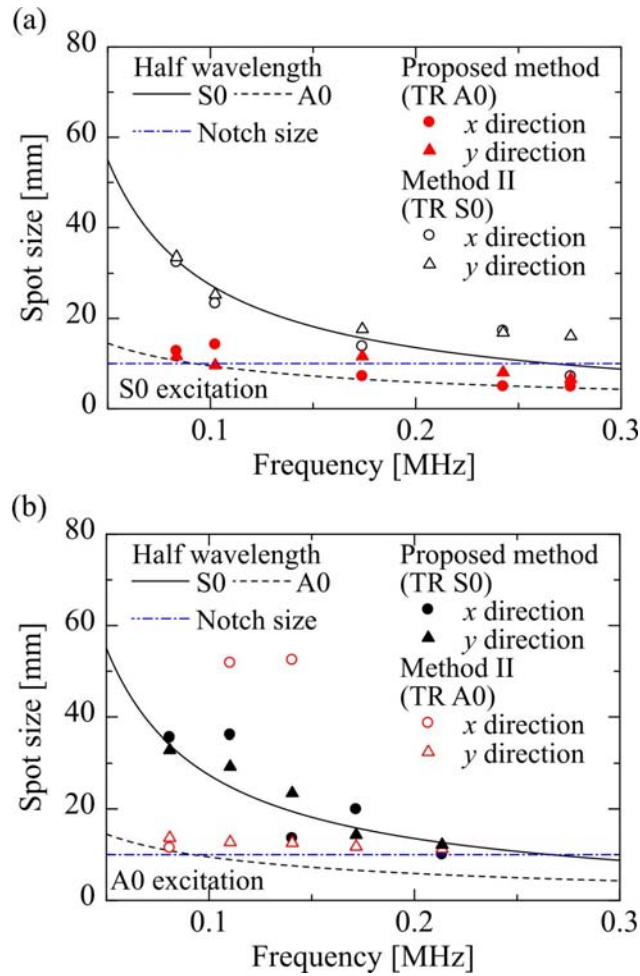 (a)
80
60
40
20
0
Spot size [mm]
Half wavelength
S0 A0
Notch size
Proposed method
(TR A0)
x direction
y direction
Method II
(TR S0)
x direction
y direction
S0 excitation
0.1 0.2 0.3
Frequency [MHz]
(b)
80
60
40
20
0
Spot size [mm]
Half wavelength
S0 A0
Notch size
Proposed method
(TR S0)
x direction
y direction
Method II
(TR A0)
x direction
y direction
A0 excitation
0.1 0.2 0.3
Frequency [MHz]